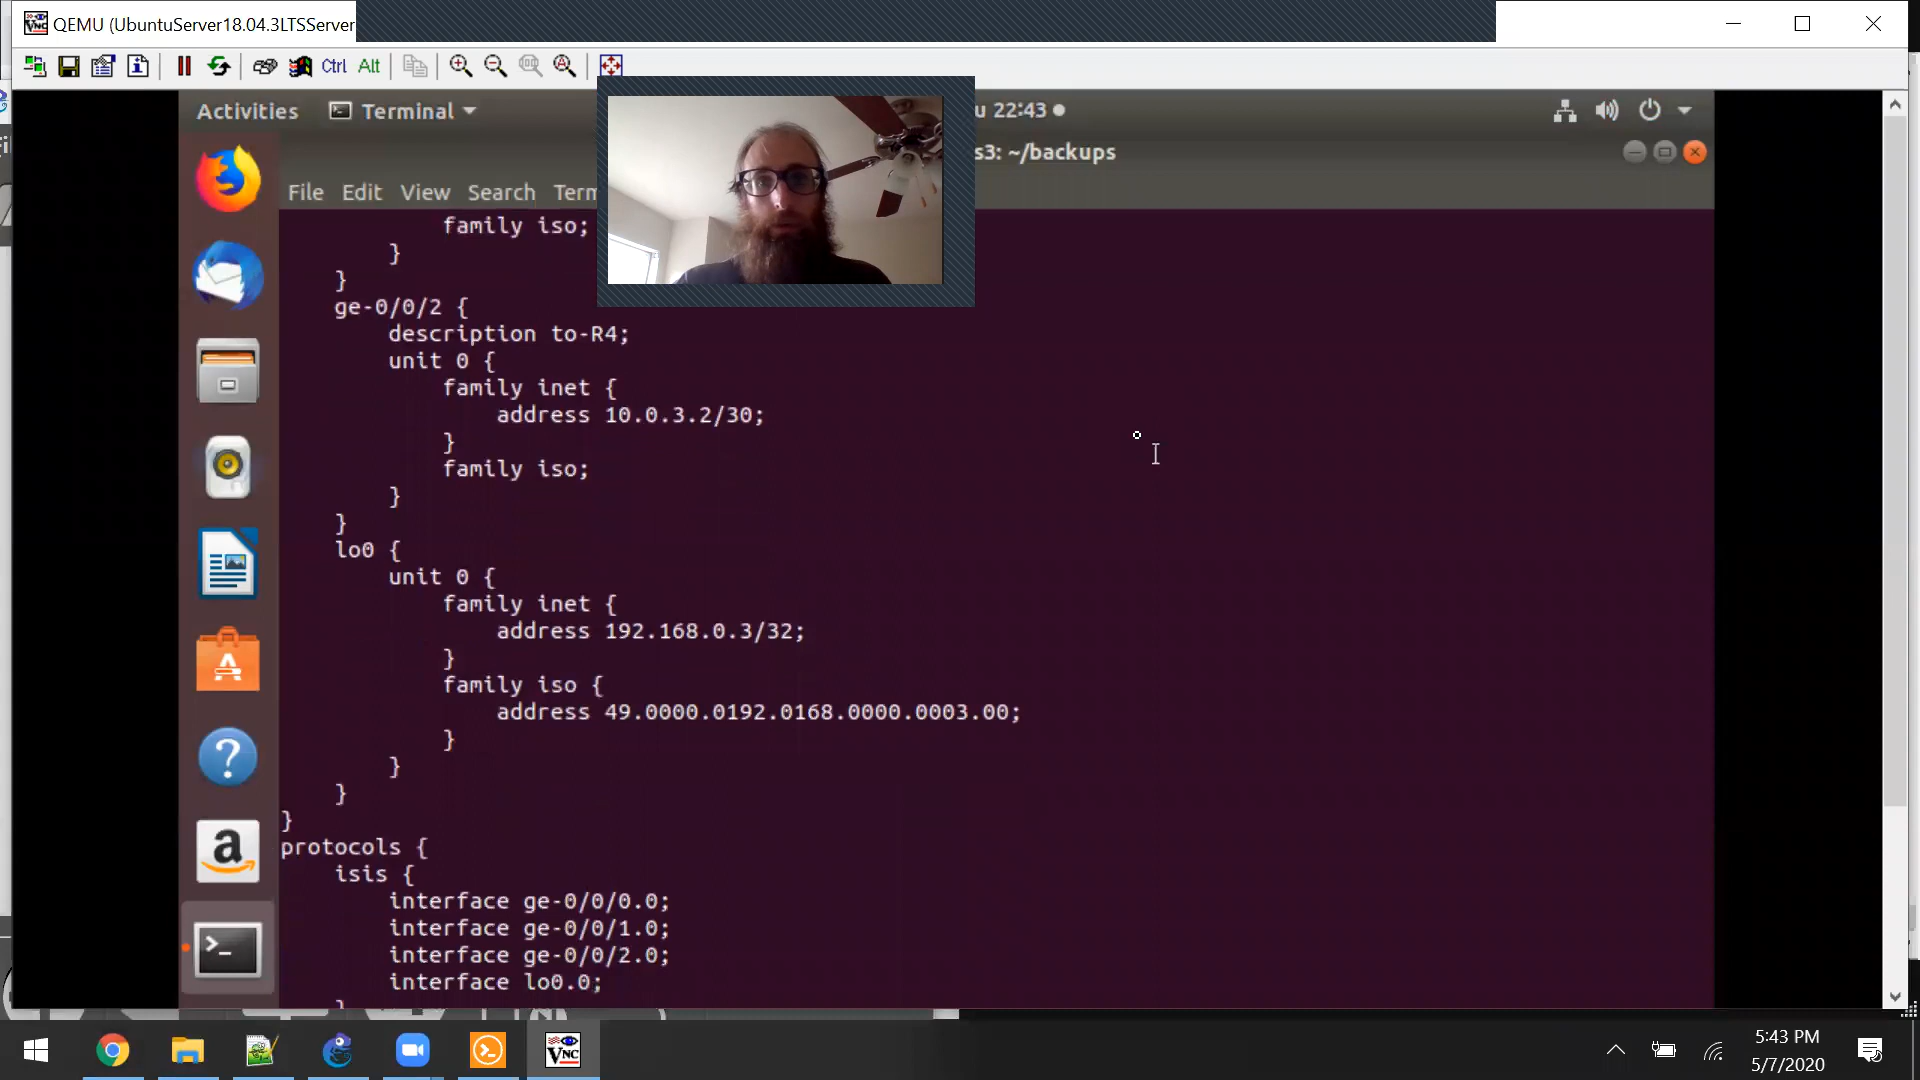 QEMU (UbuntuServer18.04.3LTSServer
Ctrl Alt
Activities Terminal u 22:43
s3: ~/backups
File Edit View Search Term
family iso;
}
}
ge-0/0/2 {
description to-R4;
unit 0 {
family inet {
address 10.0.3.2/30;
}
family iso;
}
}
lo0 {
unit 0 {
family inet {
address 192.168.0.3/32;
}
family iso {
address 49.0000.0192.0168.0000.0003.00;
}
}
}
}
protocols {
isis {
interface ge-0/0/0.0;
interface ge-0/0/1.0;
interface ge-0/0/2.0;
interface lo0.0;
}
VNC
5:43 PM
5/7/2020